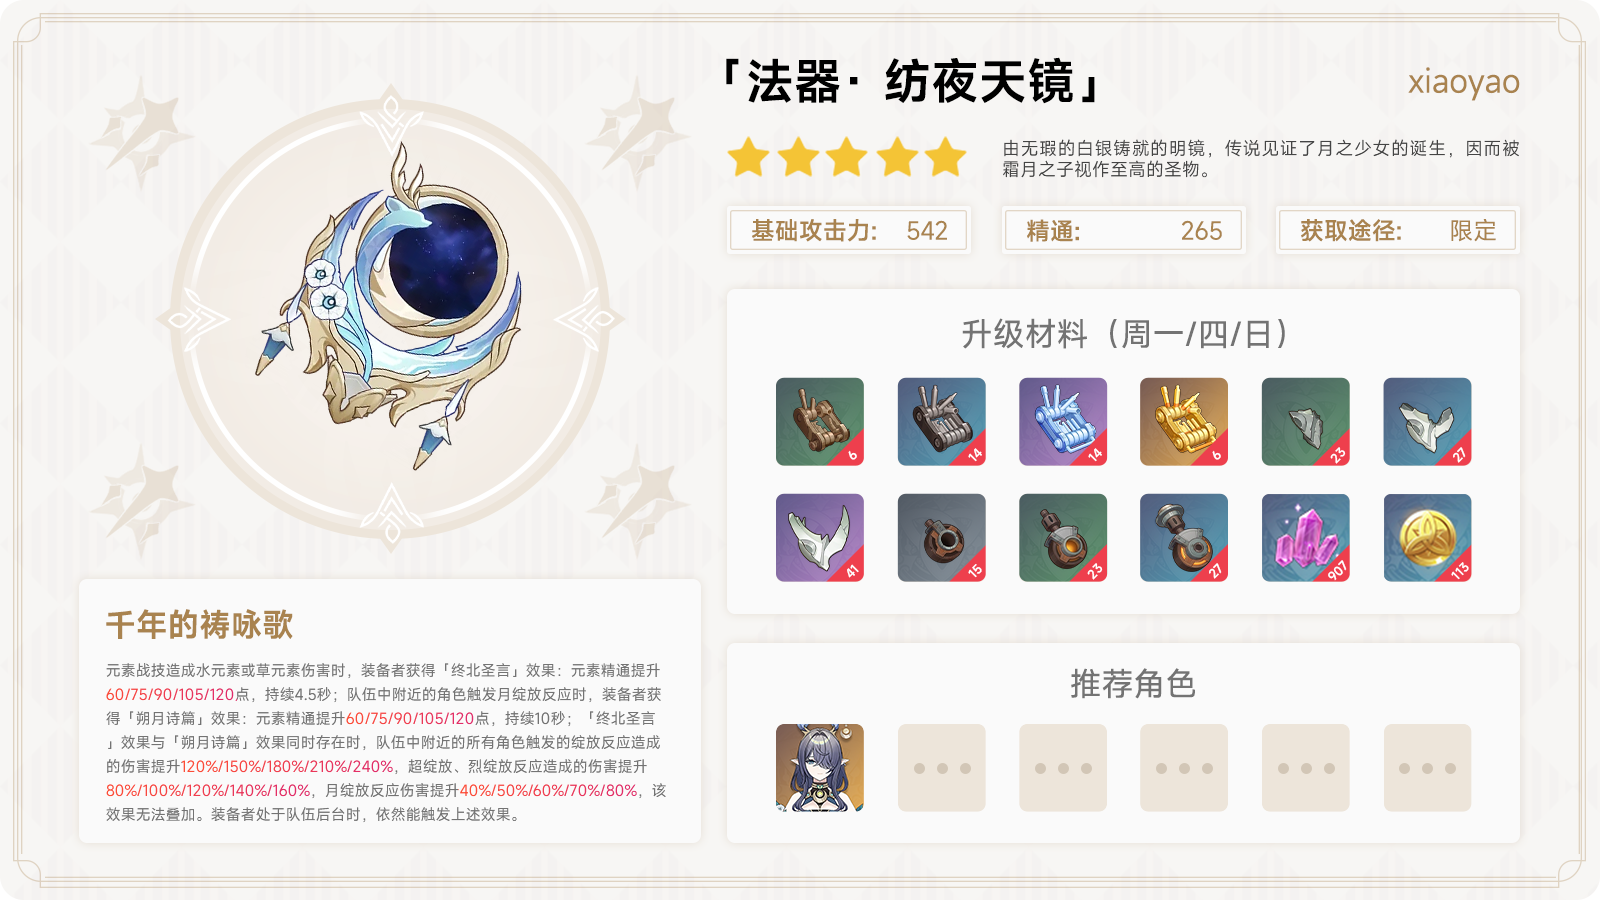 「法器· 纺夜天镜」
xiaoyao
由无瑕的白银铸就的明镜，传说见证了月之少女的诞生，因而被
霜月之子视作至高的圣物。
基础攻击力: 542
精通: 265
获取途径: 限定
升级材料（周一/四/日）
6 14 14 6 23 27
41 15 23 27 907 113
千年的祷咏歌
元素战技造成水元素或草元素伤害时，装备者获得「终北圣言」效果：元素精通提升
60/75/90/105/120点，持续4.5秒；队伍中附近的角色触发月绽放反应时，装备者获
得「朔月诗篇」效果：元素精通提升60/75/90/105/120点，持续10秒；「终北圣言
」效果与「朔月诗篇」效果同时存在时，队伍中附近的所有角色触发的绽放反应造成
的伤害提升120%/150%/180%/210%/240%，超绽放、烈绽放反应造成的伤害提升
80%/100%/120%/140%/160%，月绽放反应伤害提升40%/50%/60%/70%/80%，该
效果无法叠加。装备者处于队伍后台时，依然能触发上述效果。
推荐角色